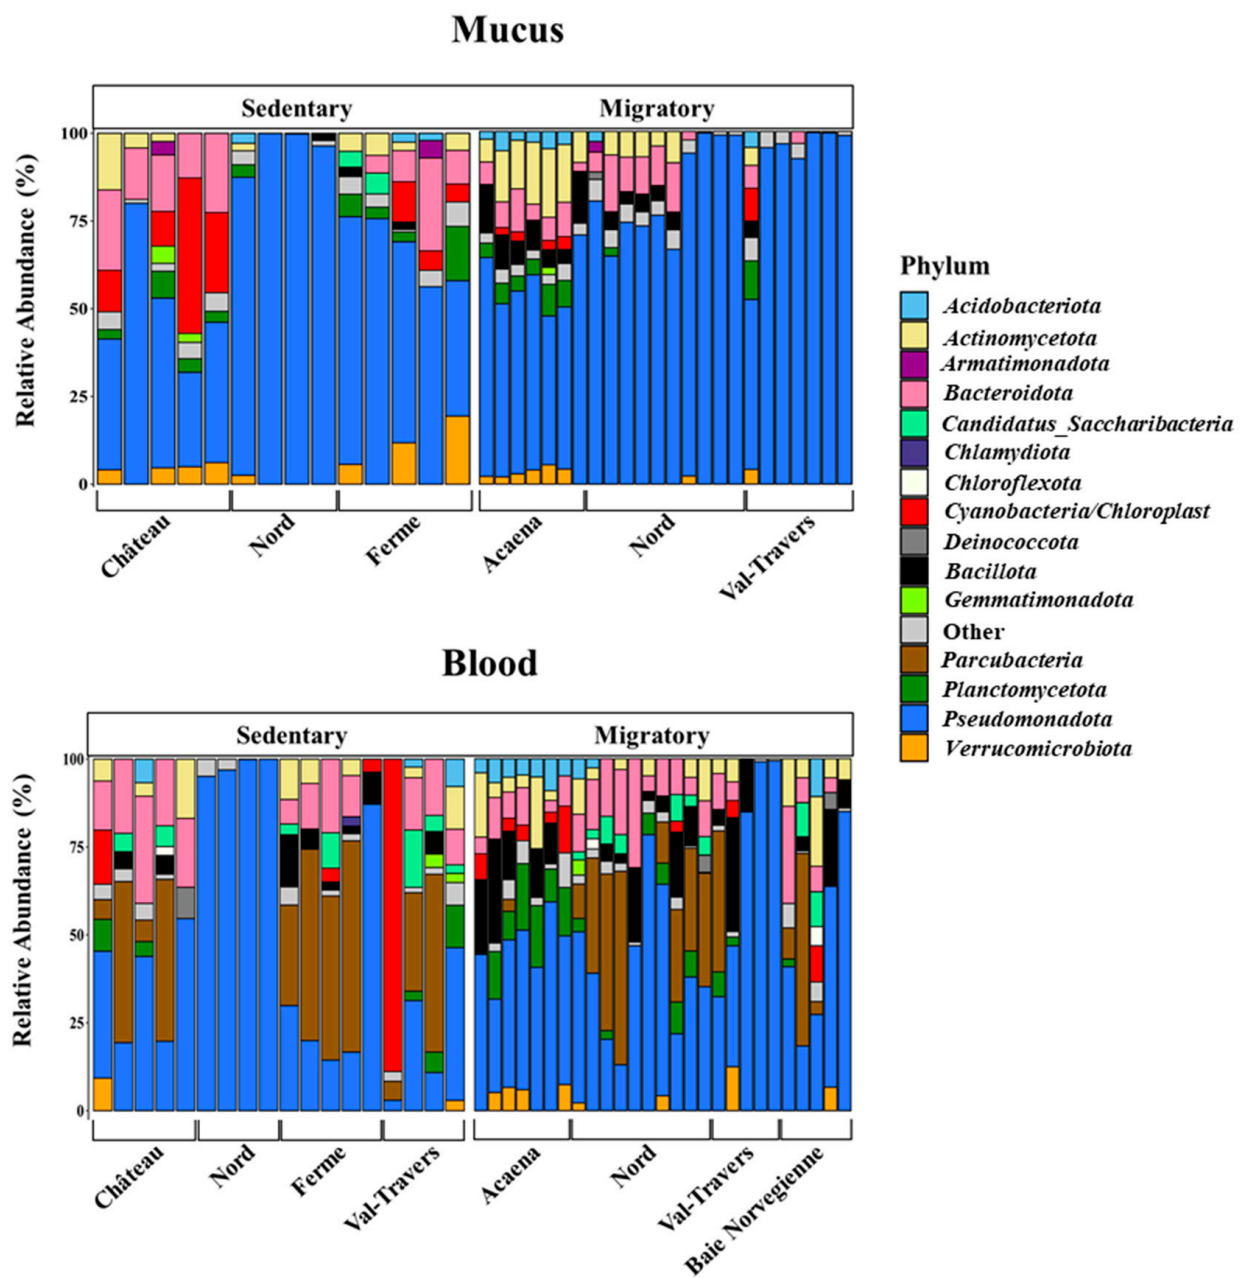 Mucus
Sedentary Migratory
Relative Abundance (%)
100
75
50
25
0
Château Nord Ferme Acaena Nord Val-Travers
Phylum
Acidobacteriota
Actinomycetota
Armatimonadota
Bacteroidota
Candidatus_Saccharibacteria
Chlamydiota
Chloroflexota
Cyanobacteria/Chloroplast
Deinococcota
Bacillota
Gemmatimonadota
Other
Parcubacteria
Planctomycetota
Pseudomonadota
Verrucomicrobiota
Blood
Sedentary Migratory
Relative Abundance (%)
100
75
50
25
0
Château Nord Ferme Val-Travers Acaena Nord Val-Travers Baie Norvegienne